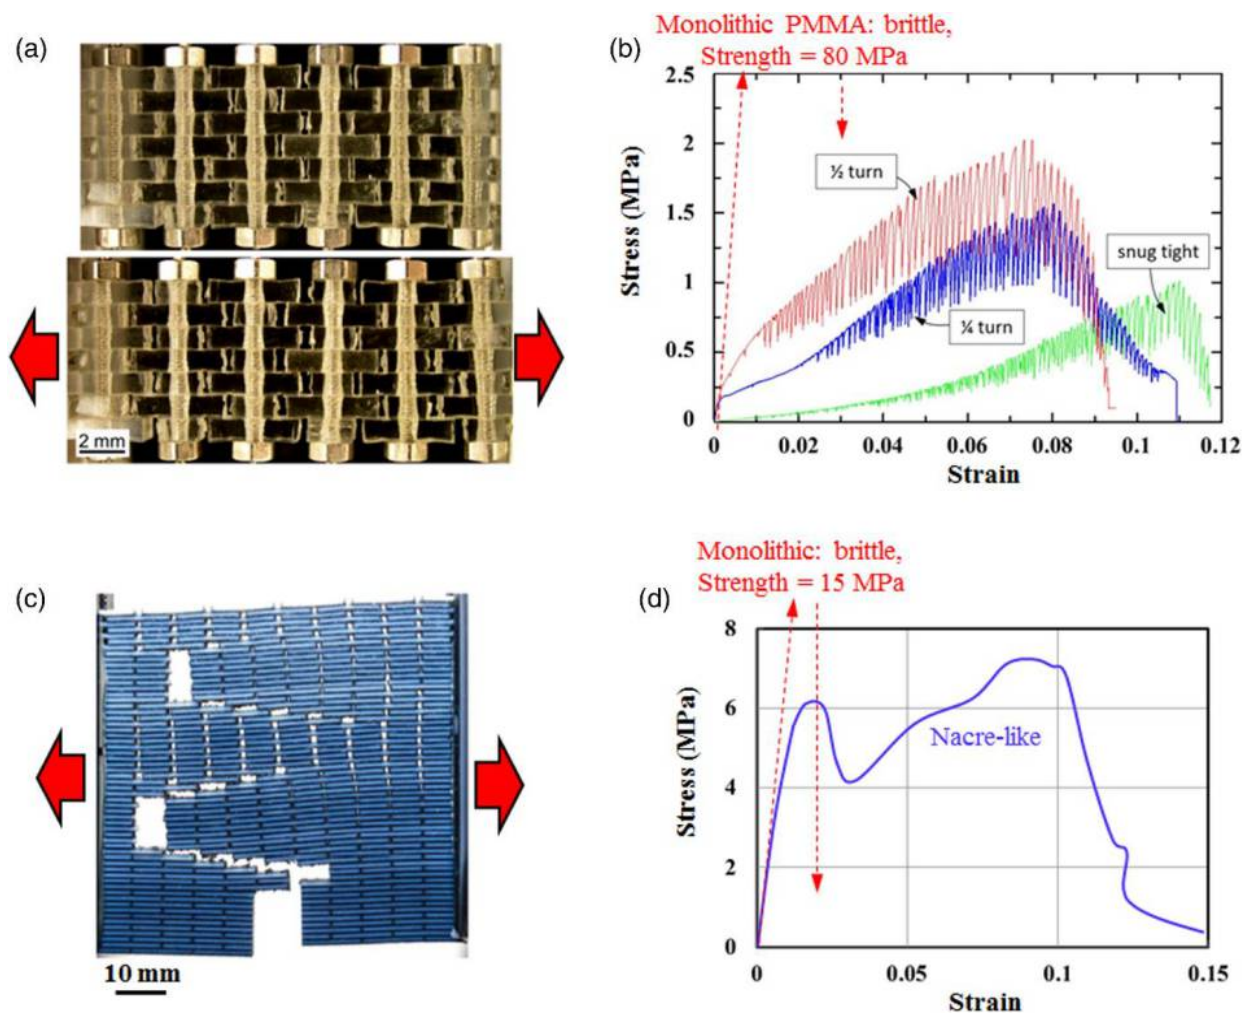 (a)
2 mm
(b)
Monolithic PMMA: brittle,
Strength = 80 MPa
2.5
2
1.5
1
0.5
0
½ turn
¼ turn
snug tight
Stress (MPa)
0
0.02
0.04
0.06
0.08
0.1
0.12
Strain
(c)
10 mm
(d)
Monolithic: brittle,
Strength = 15 MPa
8
6
4
2
0
Nacre-like
Stress (MPa)
0
0.05
0.1
0.15
Strain